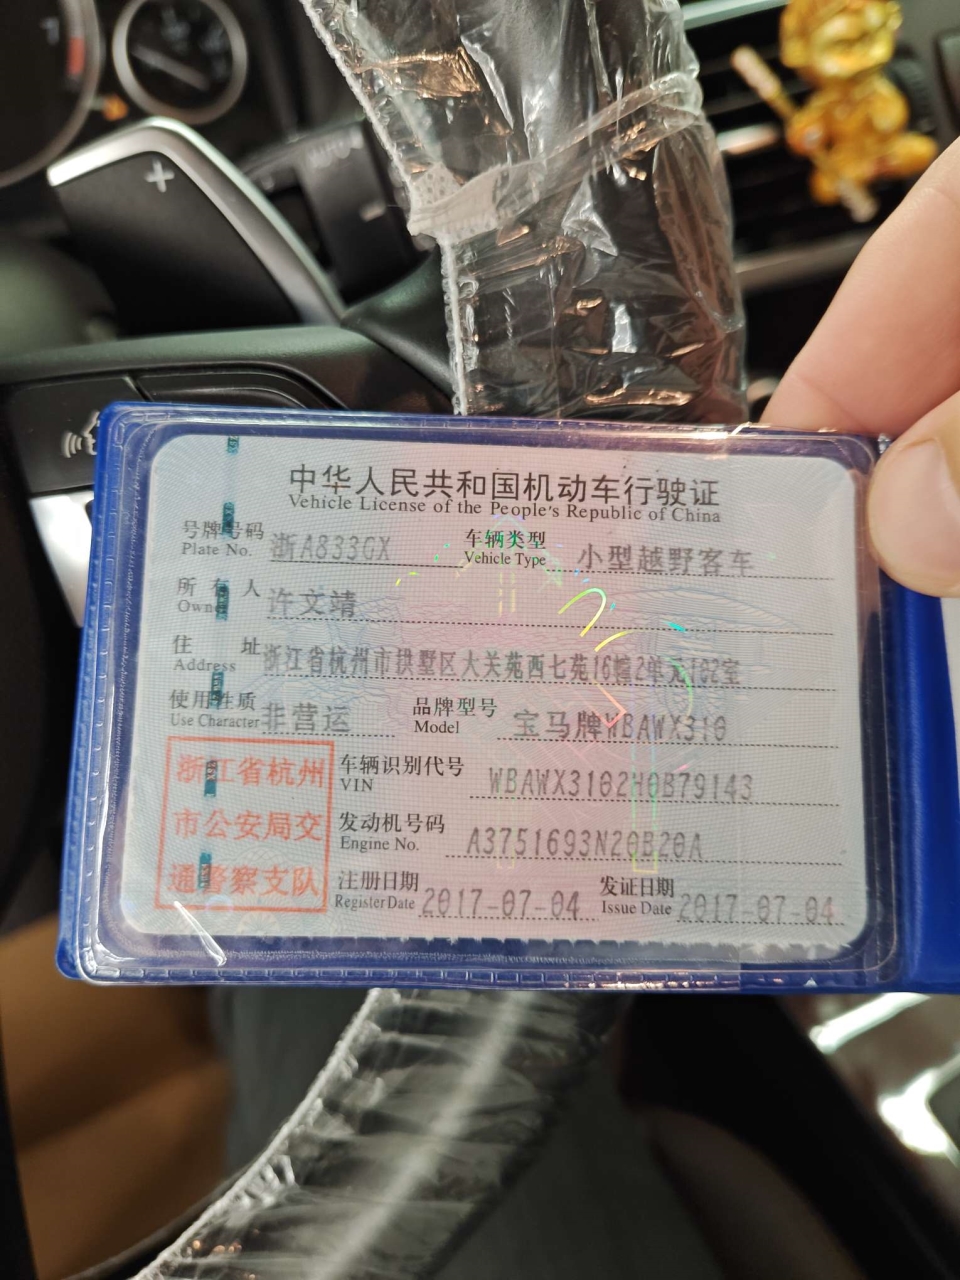 中华人民共和国机动车行驶证
Vehicle License of the People's Republic of China
号牌号码 浙A833GX 车辆类型 小型越野客车
Plate No. Vehicle Type
所有人 许文靖
Owner
住址 浙江省杭州市拱墅区大关苑西七苑16幢2单元102室
Address
使用性质 非营运 品牌型号 宝马牌WBAWX310
Use Character Model
浙江省杭州
市公安局交
通警察支队
车辆识别代号 WBAWX3102H0B79143
VIN
发动机号码 A3751693N20B20A
Engine No.
注册日期 2017-07-04 发证日期 2017-07-04
Register Date Issue Date